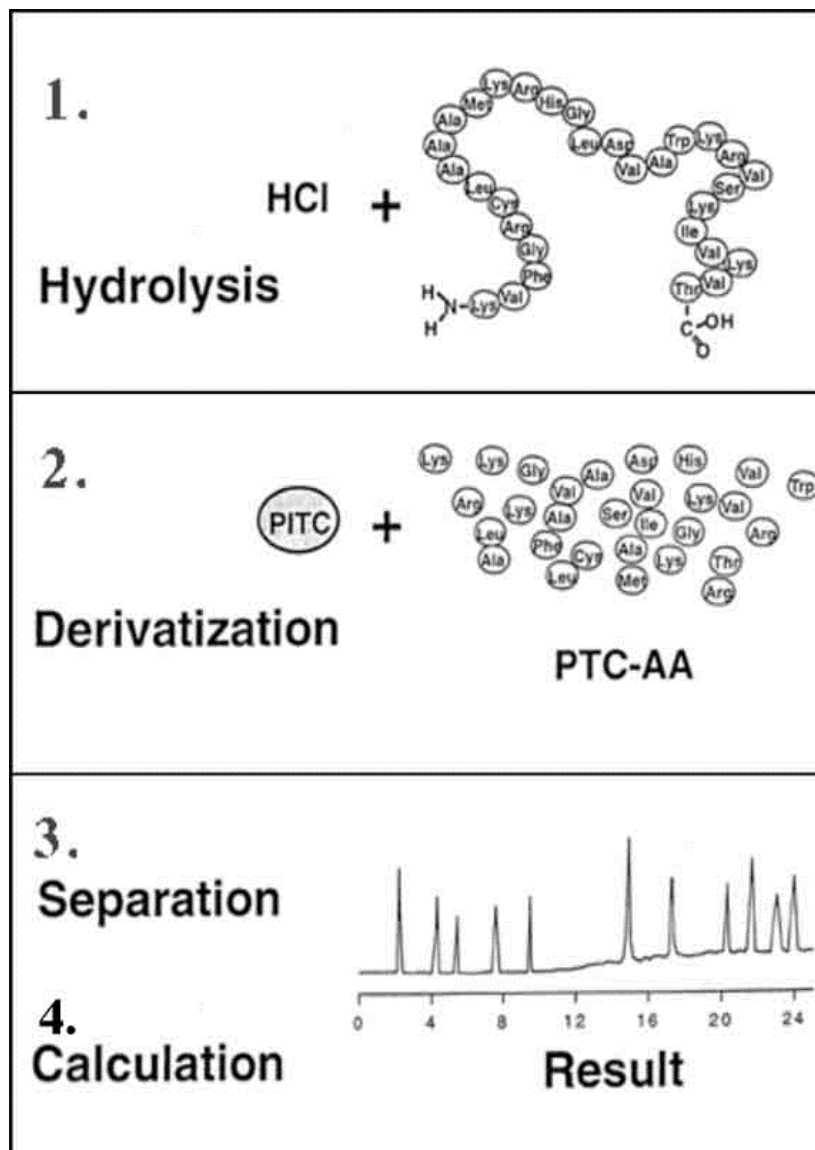 1.
HCl +
Hydrolysis
Lys
Arg
Met
His
Ala
Gly
Ala
Leu
Asp
Trp
Lys
Ala
Val
Ala
Arg
Val
Leu
Ser
Cys
Lys
Arg
Ile
Gly
Val
Lys
Phe
Thr
Val
H
N
Lys
Val
H
C
OH
O
2.
PITC +
Derivatization
Lys
Lys
Gly
Ala
Asp
His
Val
Trp
Val
Val
Lys
Val
Arg
Lys
Ala
Ser
Ile
Gly
Arg
Leu
Phe
Ala
Cys
Ala
Lys
Thr
Leu
Met
Arg
PTC-AA
3.
Separation
0 4 8 12 16 20 24
4.
Calculation
Result